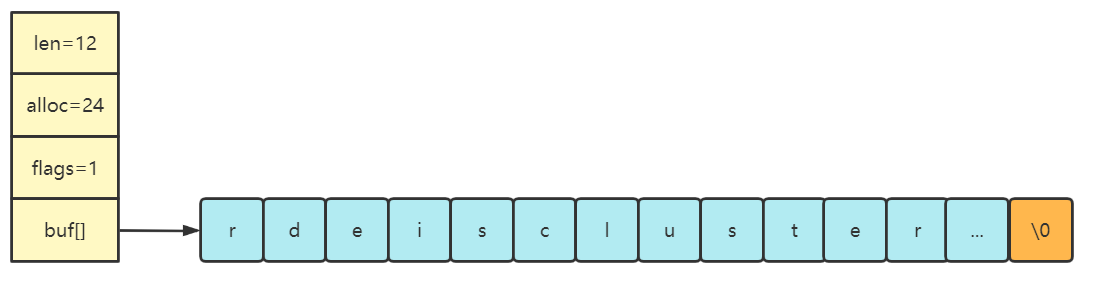 len=12
alloc=24
flags=1
buf[]
r d e i s c l u s t e r ... \0